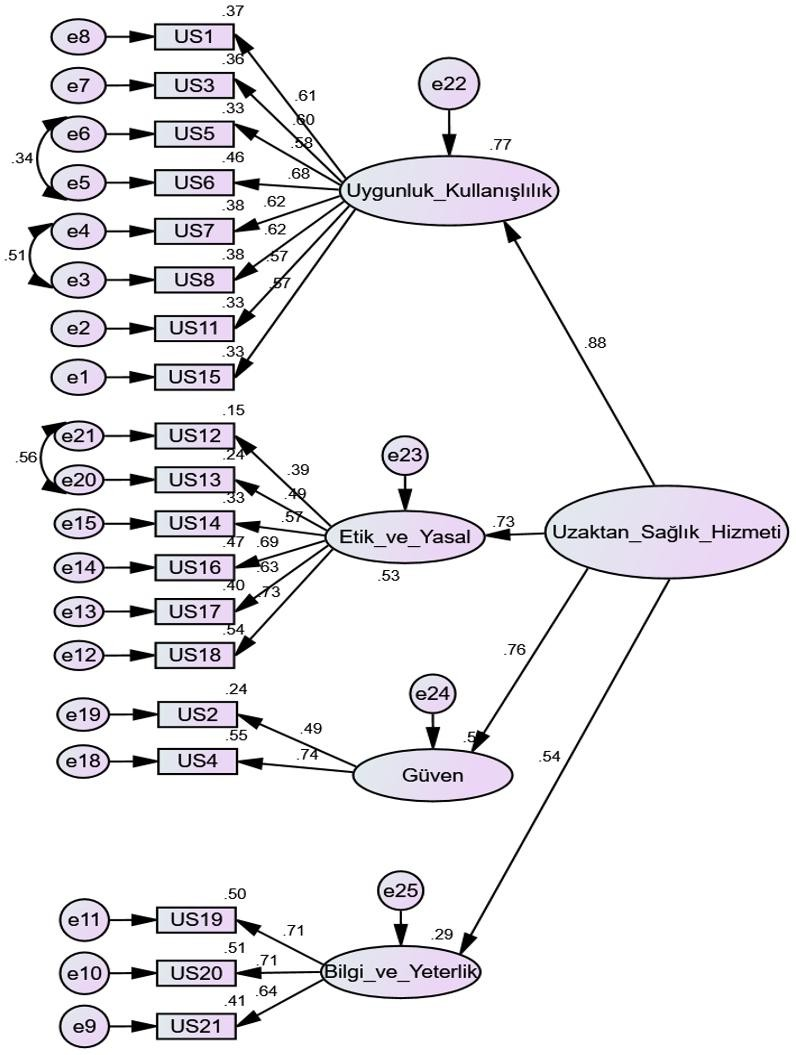 .37
e8 US1
.36
e7 US3
e22
.61
.33
.60
e6 US5
.58
.77
.34
.46
.68
e5 US6
Uygunluk_Kullanışlılık
.38
.62
e4 US7
.62
.51
.38
.57
e3 US8
.57
.33
e2 US11
.33
.88
e1 US15
.15
e21 US12
.56
.24
.39
e23
e20 US13
.49
.33
.57
e15 US14
.73
Etik_ve_Yasal
Uzaktan_Sağlık_Hizmeti
.47
.69
.63
e14 US16
.53
.40
.73
e13 US17
.54
e12 US18
.76
.24
e24
e19 US2
.49
.55
.74
e18 US4
Güven
.54
.50
e25
e11 US19
.71
.29
.51
.71
e10 US20
Bilgi_ve_Yeterlik
.41
.64
e9 US21